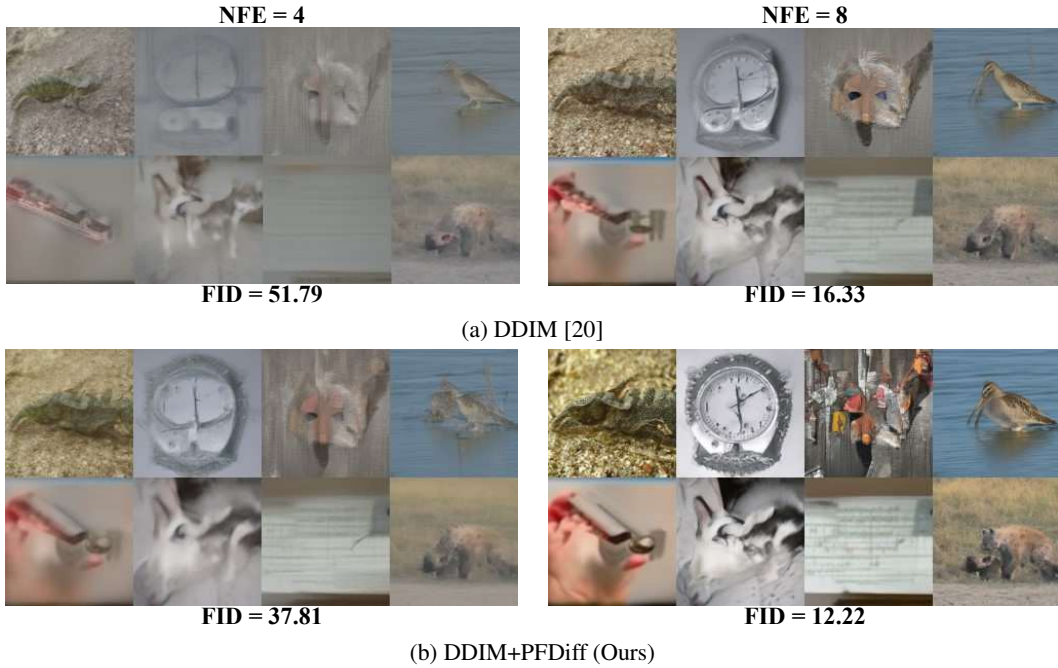 NFE = 4
NFE = 8
FID = 51.79
FID = 16.33
(a) DDIM [20]
FID = 37.81
FID = 12.22
(b) DDIM+PFDiff (Ours)